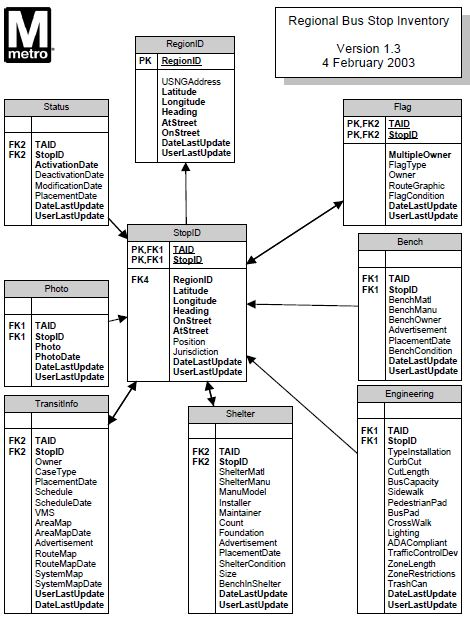 M
metro
Regional Bus Stop Inventory
Version 1.3
4 February 2003
RegionID
PK RegionID
USNGAddress
Latitude
Longitude
Heading
AtStreet
OnStreet
DateLastUpdate
UserLastUpdate
Status
FK2 TAID
FK2 StopID
ActivationDate
DeactivationDate
ModificationDate
PlacementDate
DateLastUpdate
UserLastUpdate
Flag
PK,FK2 TAID
PK,FK2 StopID
MultipleOwner
FlagType
Owner
RouteGraphic
FlagCondition
DateLastUpdate
UserLastUpdate
StopID
PK,FK1 TAID
PK,FK1 StopID
FK4 RegionID
Latitude
Longitude
Heading
OnStreet
AtStreet
Position
Jurisdiction
DateLastUpdate
UserLastUpdate
Bench
FK1 TAID
FK1 StopID
BenchMatl
BenchManu
BenchOwner
Advertisement
PlacementDate
BenchCondition
DateLastUpdate
UserLastUpdate
Photo
FK1 TAID
FK1 StopID
Photo
PhotoDate
DateLastUpdate
UserLastUpdate
TransitInfo
FK2 TAID
FK2 StopID
Owner
CaseType
PlacementDate
Schedule
ScheduleDate
VMS
AreaMap
AreaMapDate
Advertisement
RouteMap
RouteMapDate
SystemMap
SystemMapDate
UserLastUpdate
DateLastUpdate
Shelter
FK2 TAID
FK2 StopID
ShelterMatl
ShelterManu
ManuModel
Installer
Maintainer
Count
Foundation
Advertisement
PlacementDate
ShelterCondition
Size
BenchInShelter
DateLastUpdate
UserLastUpdate
Engineering
FK1 TAID
FK1 StopID
TypeInstallation
CurbCut
CutLength
BusCapacity
Sidewalk
PedestrianPad
BusPad
CrossWalk
Lighting
ADACompliant
TrafficControlDev
ZoneLength
ZoneRestrictions
TrashCan
UserLastUpdate
DateLastUpdate